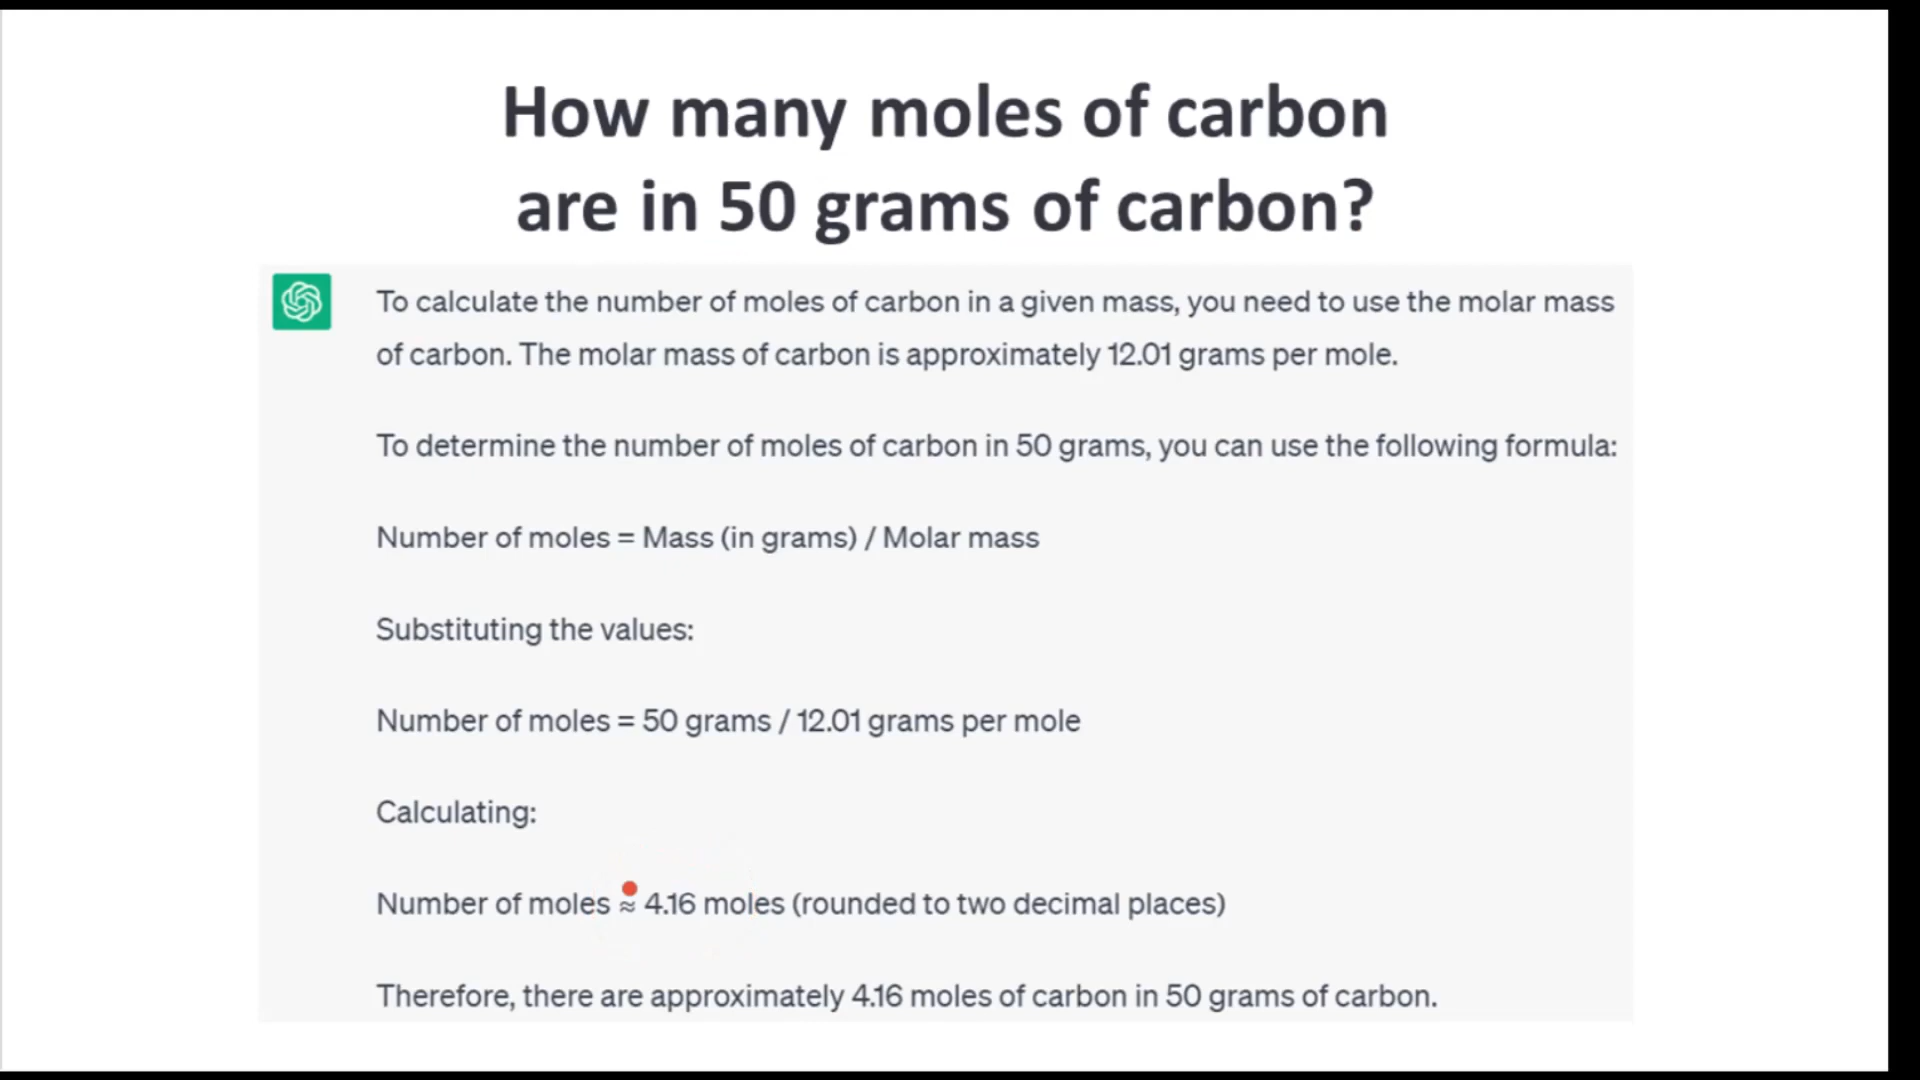 How many moles of carbon
are in 50 grams of carbon?
To calculate the number of moles of carbon in a given mass, you need to use the molar mass
of carbon. The molar mass of carbon is approximately 12.01 grams per mole.
To determine the number of moles of carbon in 50 grams, you can use the following formula:
Number of moles = Mass (in grams) / Molar mass
Substituting the values:
Number of moles = 50 grams / 12.01 grams per mole
Calculating:
Number of moles ≈ 4.16 moles (rounded to two decimal places)
Therefore, there are approximately 4.16 moles of carbon in 50 grams of carbon.